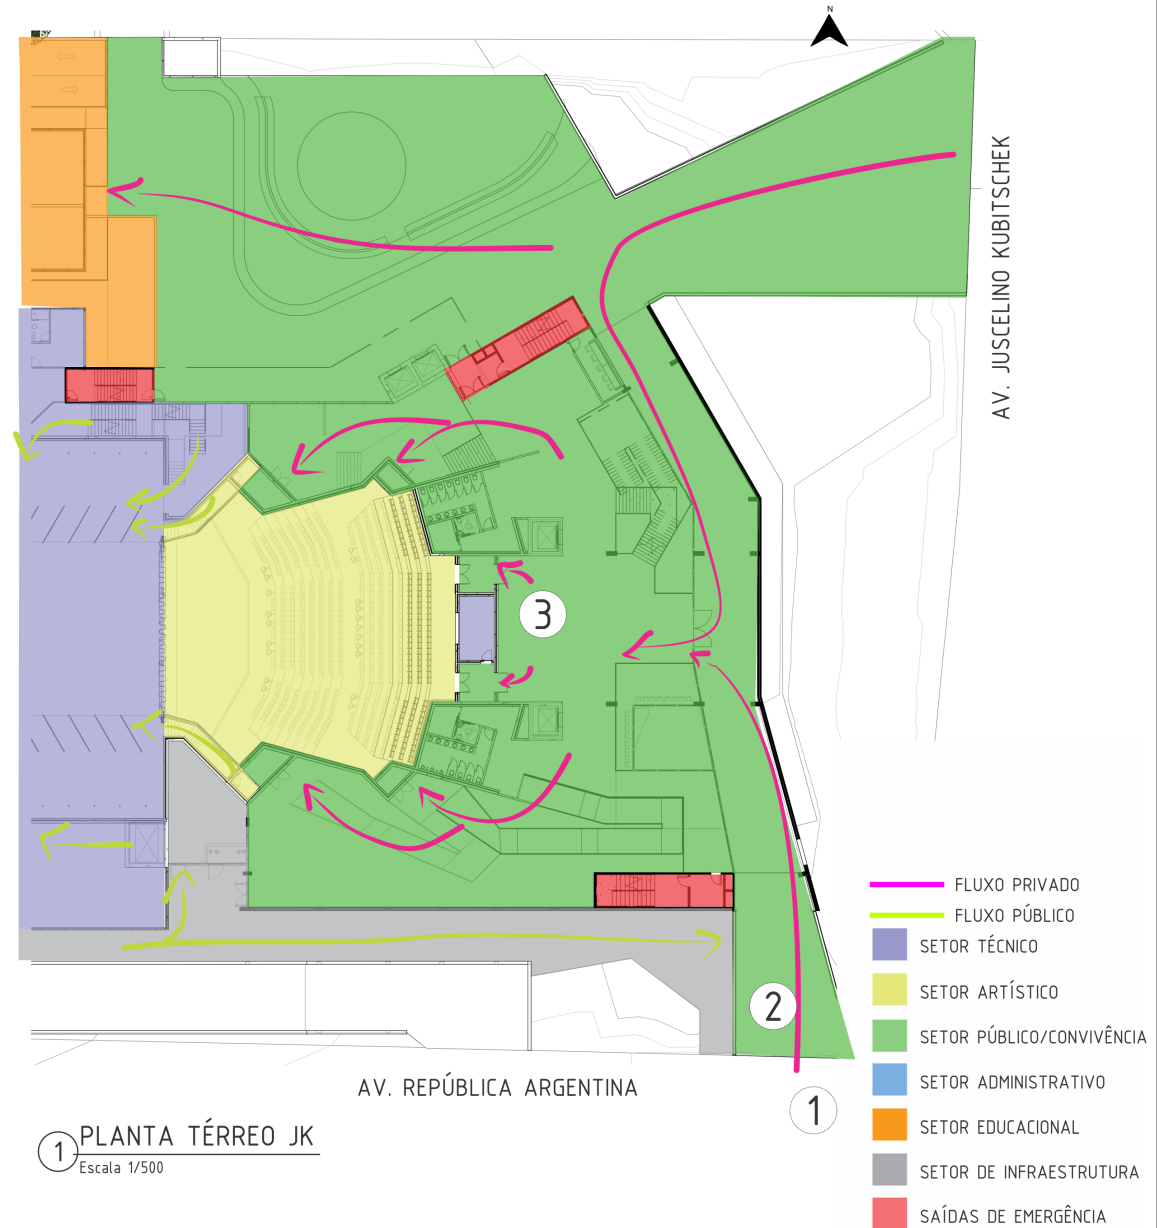 N
AV. JUSCELINO KUBITSCHEK
3
2
1
FLUXO PRIVADO
FLUXO PÚBLICO
SETOR TÉCNICO
SETOR ARTÍSTICO
SETOR PÚBLICO/CONVIVÊNCIA
SETOR ADMINISTRATIVO
SETOR EDUCACIONAL
SETOR DE INFRAESTRUTURA
SAÍDAS DE EMERGÊNCIA
AV. REPÚBLICA ARGENTINA
1 PLANTA TÉRREO JK
Escala 1/500